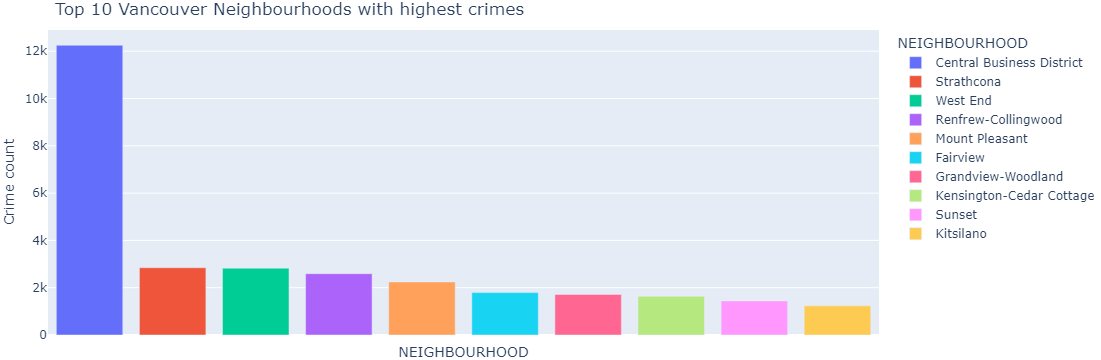 Top 10 Vancouver Neighbourhoods with highest crimes
12k
10k
8k
6k
4k
2k
0
Crime count
NEIGHBOURHOOD
NEIGHBOURHOOD
Central Business District
Strathcona
West End
Renfrew-Collingwood
Mount Pleasant
Fairview
Grandview-Woodland
Kensington-Cedar Cottage
Sunset
Kitsilano